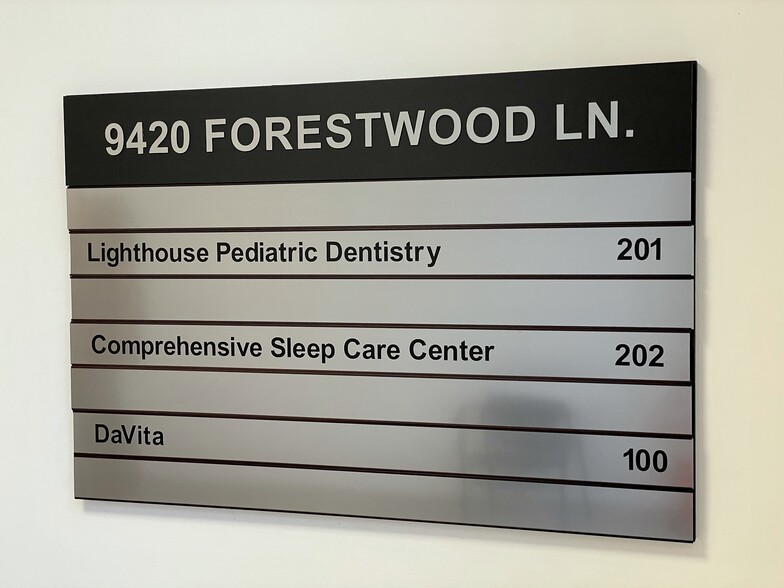 9420 FORESTWOOD LN.
Lighthouse Pediatric Dentistry 201
Comprehensive Sleep Care Center 202
DaVita 100